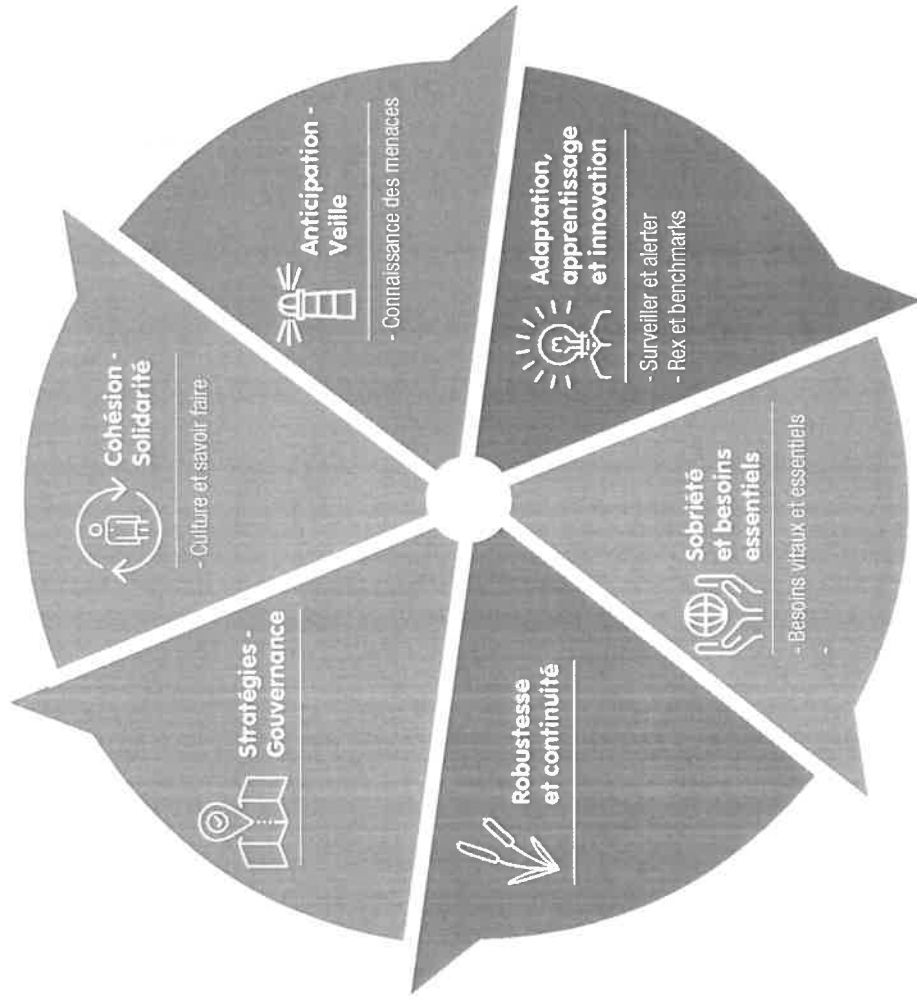 Stratégies -
Gouvernance
Cohésion -
Solidarité
- Culture et savoir faire
Anticipation -
Veille
- Connaissance des menaces
Adaptation,
apprentissage
et innovation
- Surveiller et alerter
- Rex et benchmarks
Sobriété
et besoins
essentiels
- Besoins vitaux et essentiels
-
Robustesse
et continuité